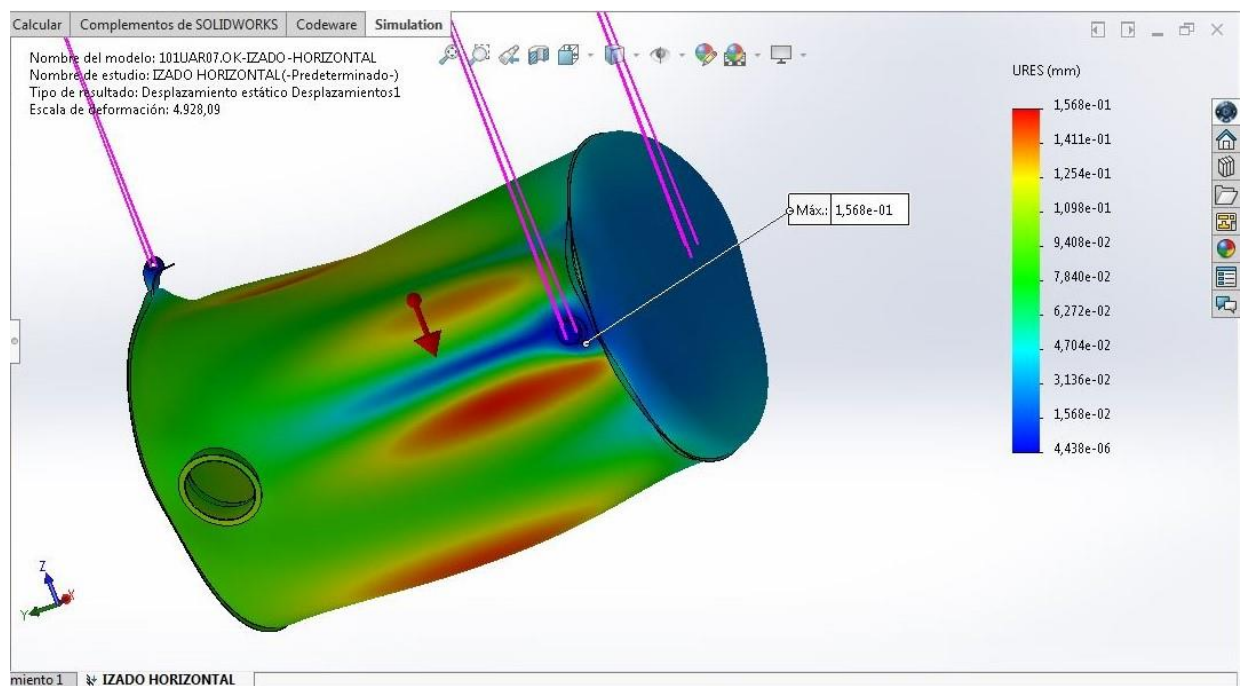 Calcular Complementos de SOLIDWORKS Codeware Simulation
Nombre del modelo: 101UAR07.OK-IZADO-HORIZONTAL
Nombre de estudio: IZADO HORIZONTAL(-Predeterminado-)
Tipo de resultado: Desplazamiento estático Desplazamientos1
Escala de deformación: 4.928,09
URES (mm)
1,568e-01
1,411e-01
1,254e-01
1,098e-01
9,408e-02
7,840e-02
6,272e-02
4,704e-02
3,136e-02
1,568e-02
4,438e-06
Máx.: 1,568e-01
Z
Y X
miento 1 IZADO HORIZONTAL